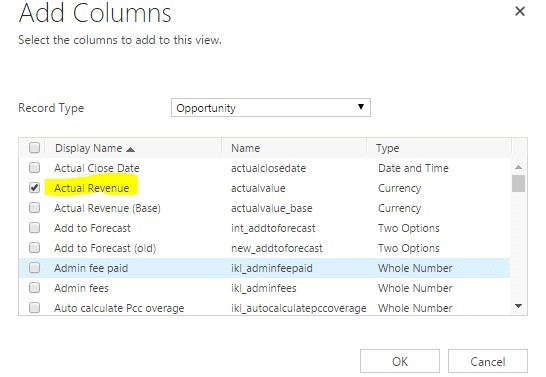 Add Columns
Select the columns to add to this view.
Record Type Opportunity
Display Name Name Type
Actual Close Date actualclosedate Date and Time
Actual Revenue actualvalue Currency
Actual Revenue (Base) actualvalue_base Currency
Add to Forecast int_addtoforecast Two Options
Add to Forecast (old) new_addtoforecast Two Options
Admin fee paid ikl_adminfeepaid Whole Number
Admin fees ikl_adminfees Whole Number
Auto calculate Pcc overage ikl_autocalculatepccoverage Whole Number
OK Cancel